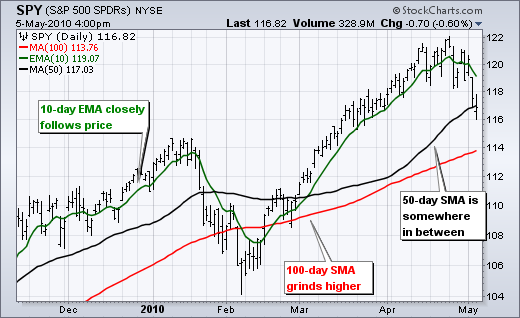 SPY (S&P 500 SPDRs) NYSE
© StockCharts.com
5-May-2010 4:00pm
Last 116.82 Volume 328.9M Chg -0.70 (-0.60%)
SPY (Daily) 116.82
MA(100) 113.76
EMA(10) 119.07
MA(50) 117.03
10-day EMA closely
follows price
50-day SMA is
somewhere
in between
100-day SMA
grinds higher
122
120
118
116
114
112
110
108
106
104
Dec
2010
Feb
Mar
Apr
May